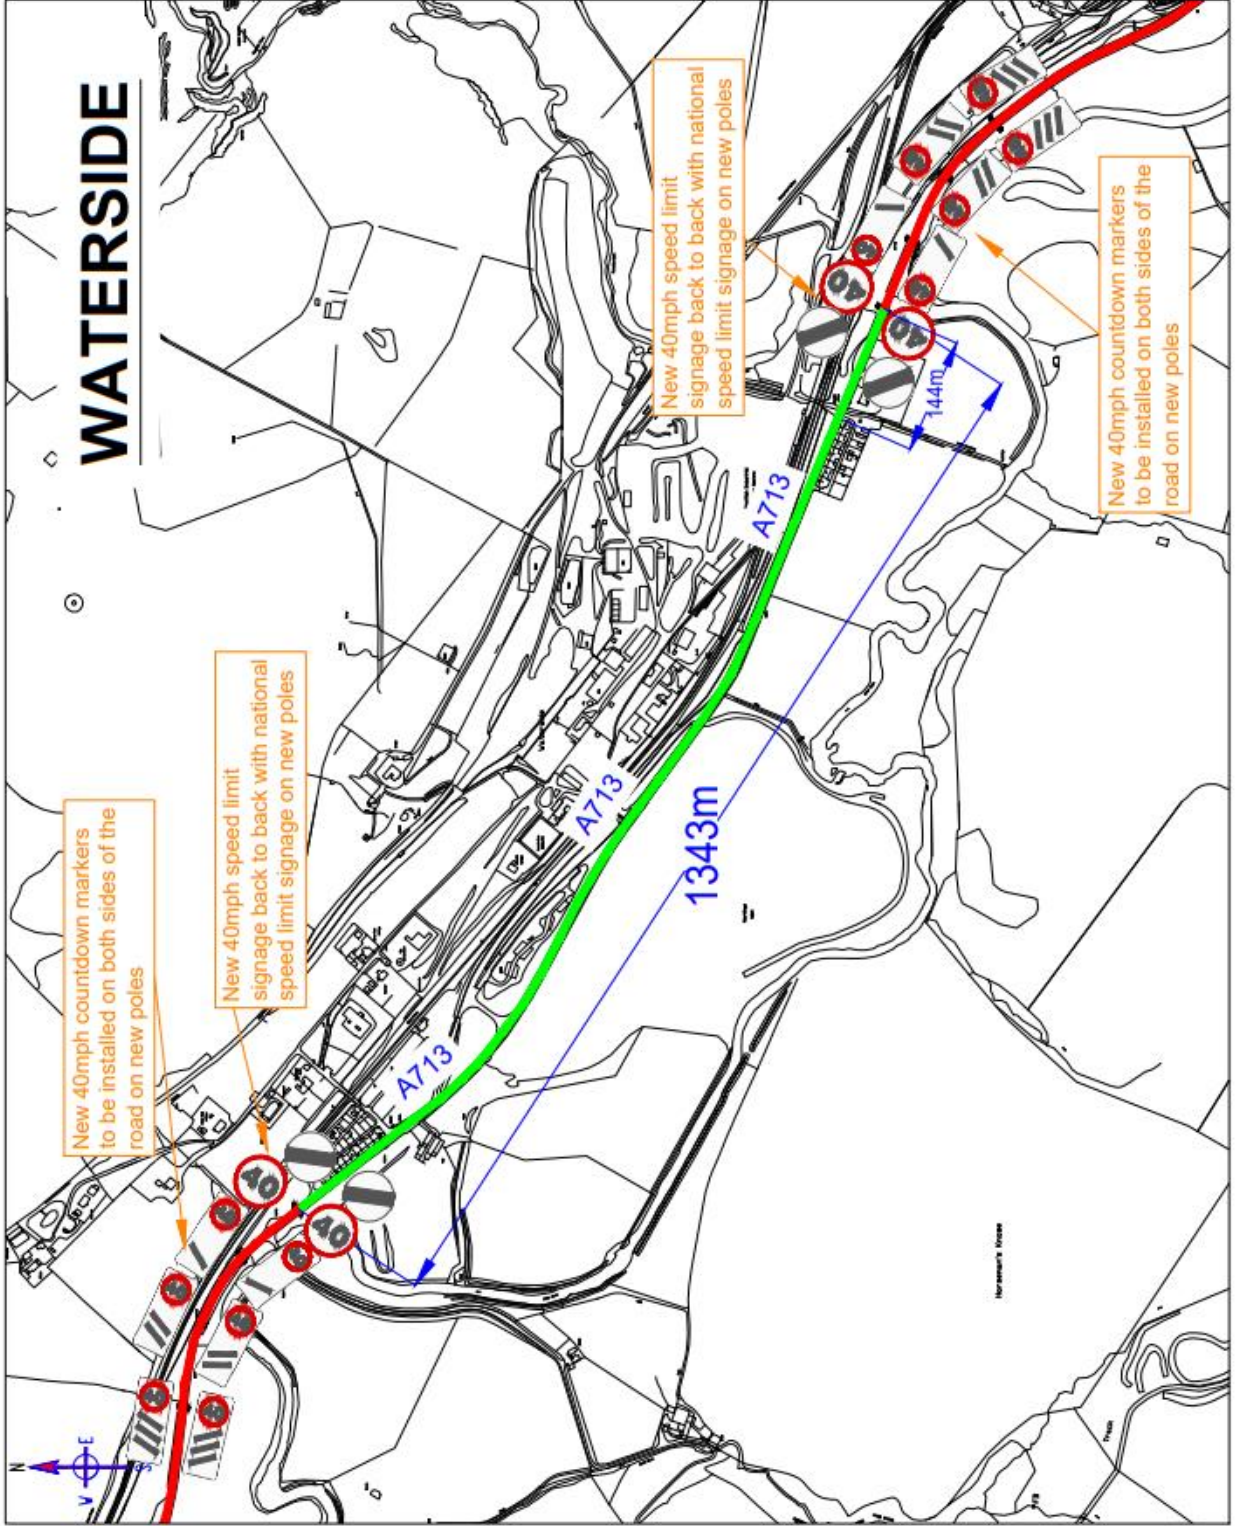 WATERSIDE
New 40mph countdown markers
to be installed on both sides of the
road on new poles
New 40mph speed limit
signage back to back with national
speed limit signage on new poles
New 40mph speed limit
signage back to back with national
speed limit signage on new poles
New 40mph countdown markers
to be installed on both sides of the
road on new poles
A713
A713
A713
1343m
144m
40
40
40
40
N
E
S
Horseman's Knowe
Track